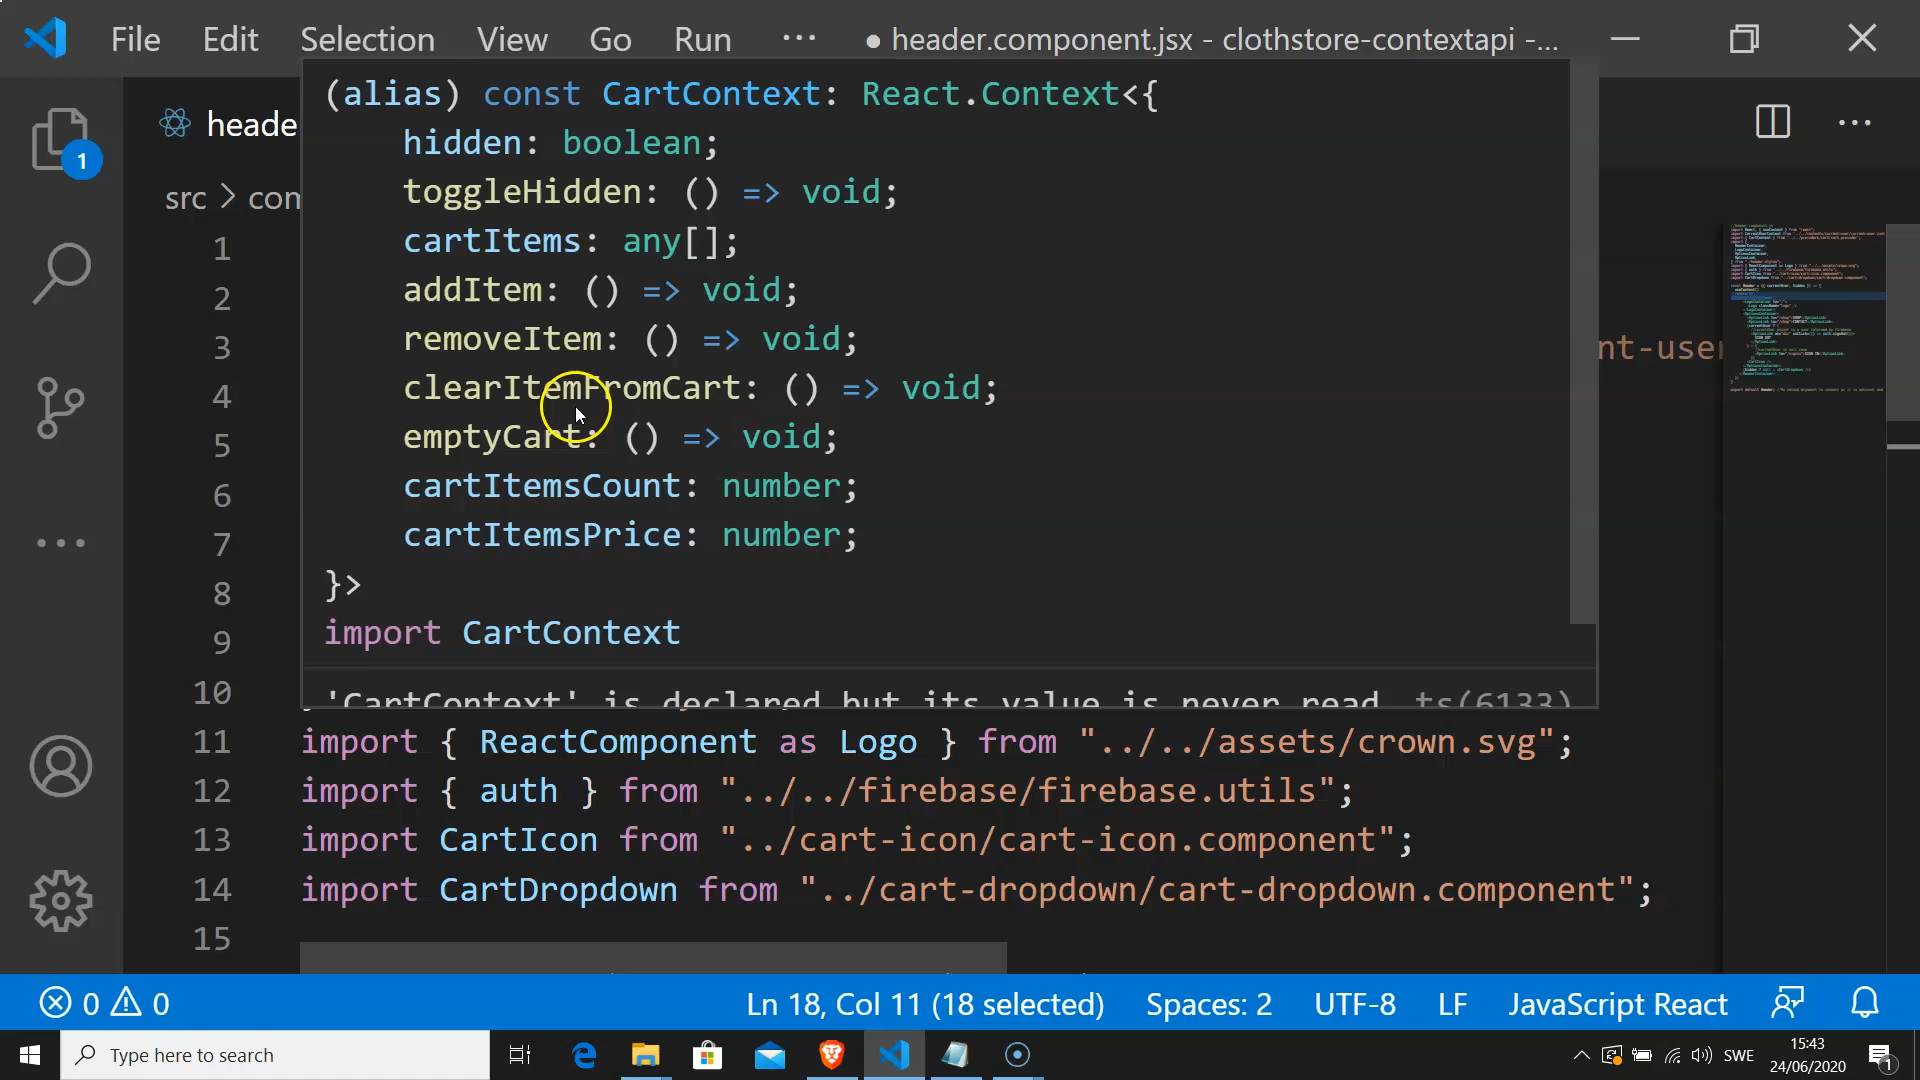 File Edit Selection View Go Run ··· ● header.component.jsx - clothstore-contextapi -...
(alias) const CartContext: React.Context<{
hidden: boolean;
toggleHidden: () => void;
cartItems: any[];
addItem: () => void;
removeItem: () => void;
clearItemFromCart: () => void;
emptyCart: () => void;
cartItemsCount: number;
cartItemsPrice: number;
}>
import CartContext
'CartContext' is declared but its value is never read. ts(6133)
1
heade
src > com
1
2
3
nt-user
4
5
6
7
8
9
10
11 import { ReactComponent as Logo } from "../../assets/crown.svg";
12 import { auth } from "../../firebase/firebase.utils";
13 import CartIcon from "../cart-icon/cart-icon.component";
14 import CartDropdown from "../cart-dropdown/cart-dropdown.component";
15
0 0 Ln 18, Col 11 (18 selected) Spaces: 2 UTF-8 LF JavaScript React
Type here to search
SWE
15:43
24/06/2020
1